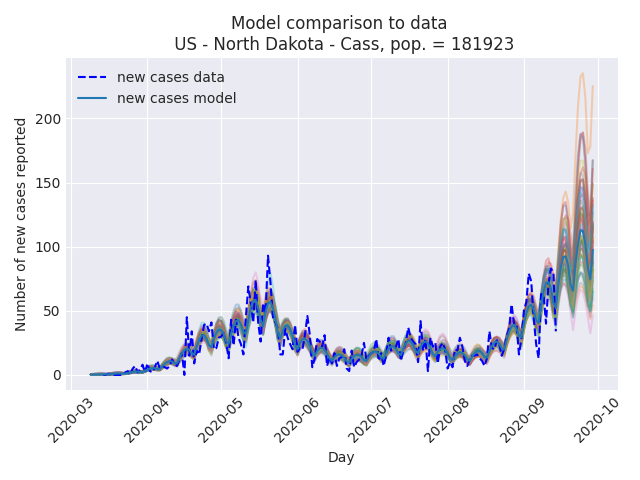 Model comparison to data
US - North Dakota - Cass, pop. = 181923
new cases data
new cases model
Number of new cases reported
200
150
100
50
0
2020-03
2020-04
2020-05
2020-06
2020-07
2020-08
2020-09
2020-10
Day